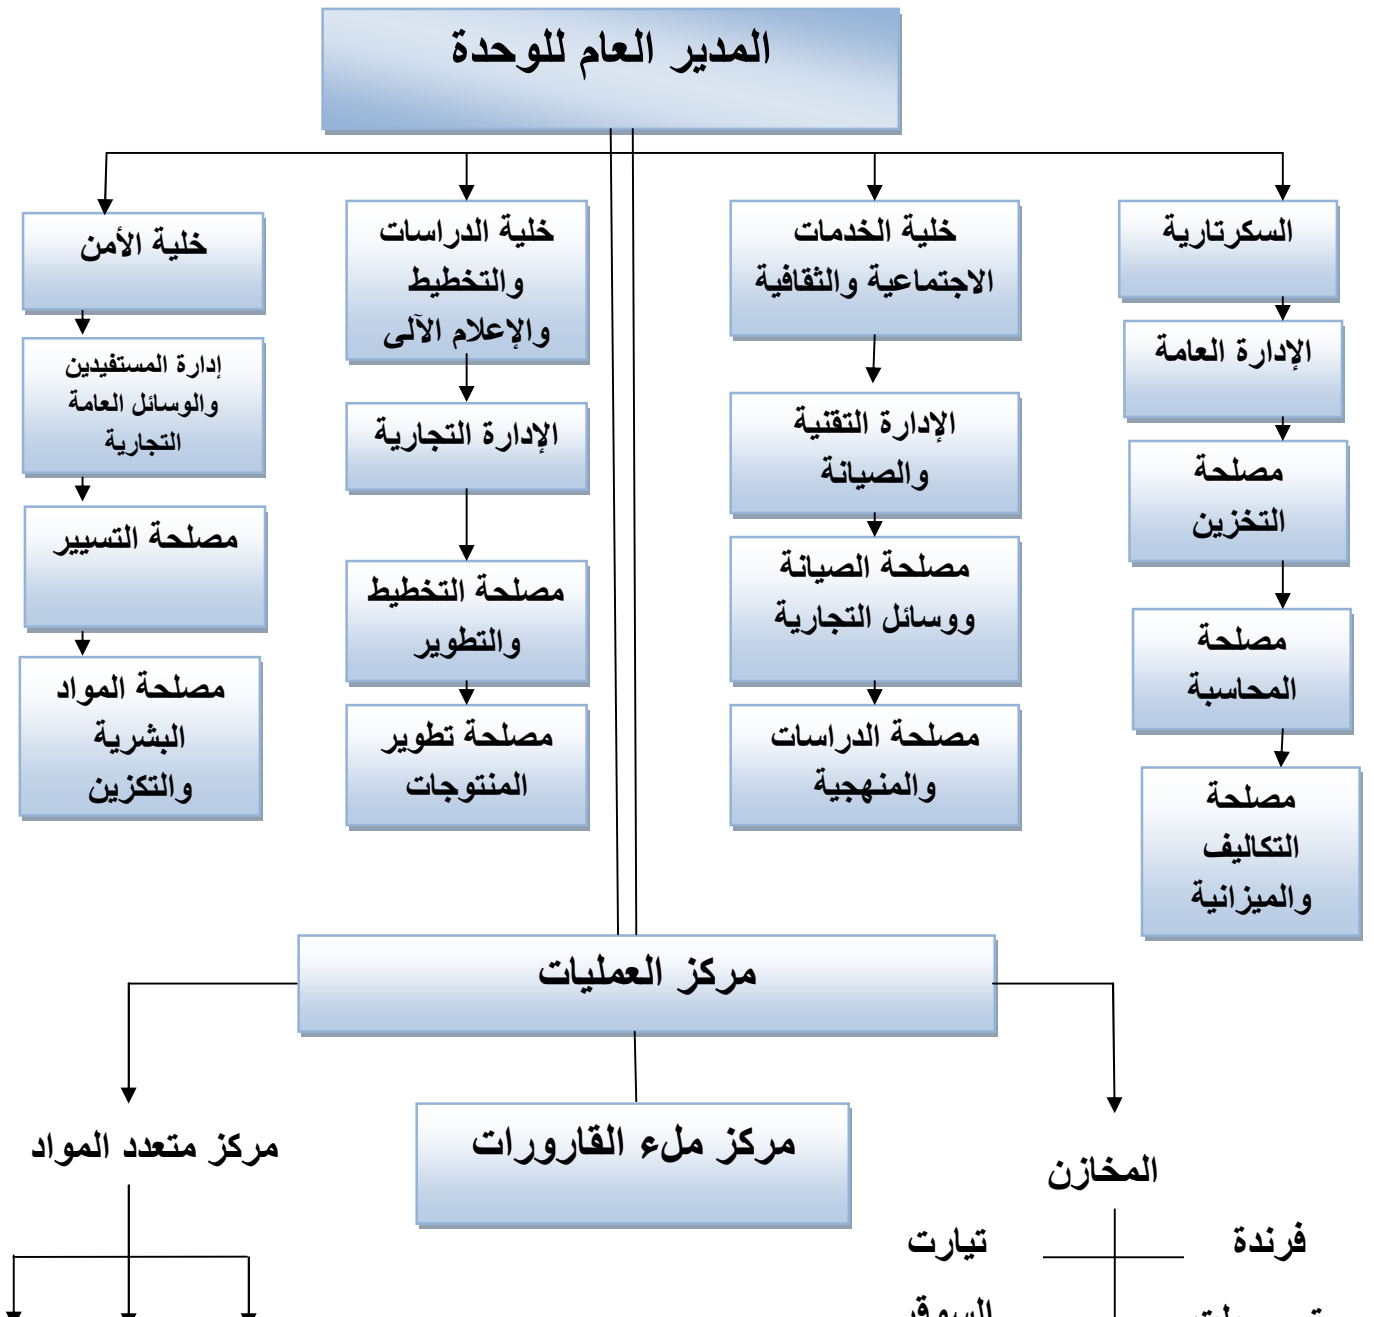 المدير العام للوحدة
السكرتارية
خلية الخدمات
الاجتماعية والثقافية
خلية الدراسات
والتخطيط
والإعلام الآلى
خلية الأمن
الإدارة العامة
الإدارة التقنية
والصيانة
الإدارة التجارية
إدارة المستفيدين
والوسائل العامة
التجارية
مصلحة
التخزين
مصلحة الصيانة
ووسائل التجارية
مصلحة التخطيط
والتطوير
مصلحة التسيير
مصلحة
المحاسبة
مصلحة الدراسات
والمنهجية
مصلحة تطوير
المنتوجات
مصلحة المواد
البشرية
والتكزين
مصلحة
التكاليف
والميزانية
مركز العمليات
مركز ملء القارورات
مركز متعدد المواد
المخازن
فرندة
تيارت